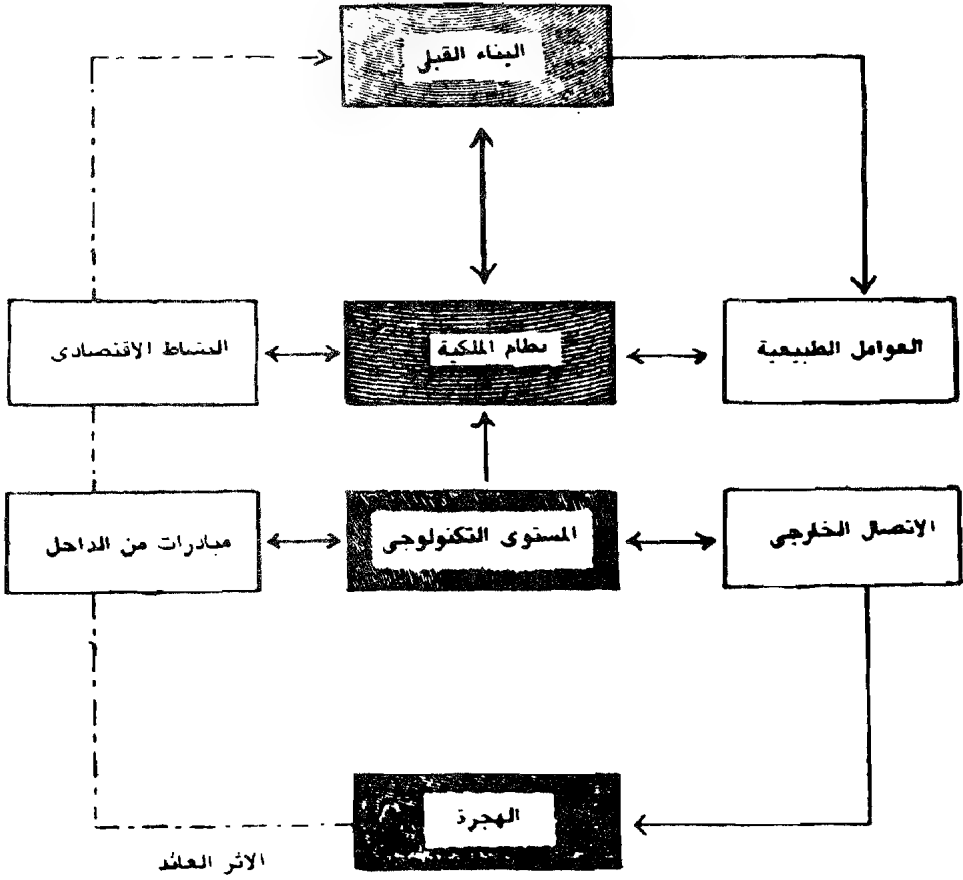 البناء القبلى
العوامل الطبيعية
نظام الملكية
النشاط الاقتصادى
الاتصال الخارجى
المستوى التكنولوجى
مبادرات من الداخل
الهجرة
الاثر العائد